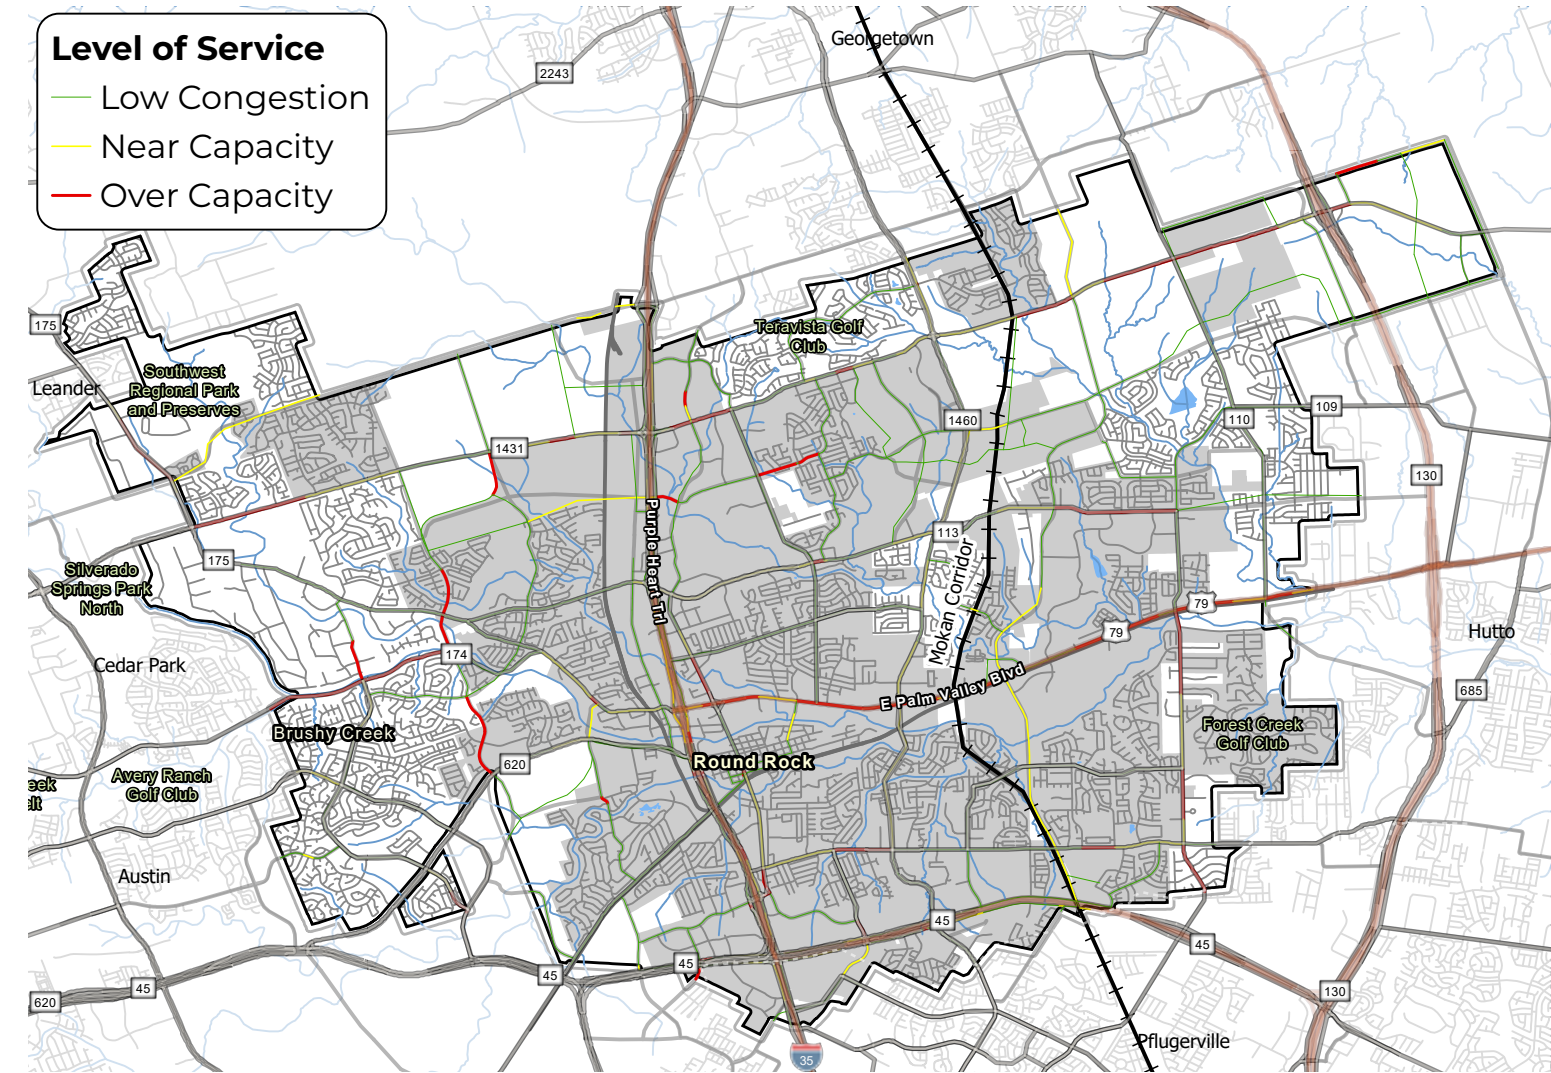 Level of Service
Low Congestion
Near Capacity
Over Capacity
Georgetown
2243
175
Leander
Southwest
Regional Park
and Preserves
Teravista Golf
Club
1431
1460
110
109
130
175
113
Silverado
Springs Park
North
Purple Heart Trl
Mokan Corridor
79
79
Hutto
Cedar Park
174
685
E Palm Valley Blvd
Brushy Creek
Forest Creek
Golf Club
Round Rock
620
Avery Ranch
Golf Club
eek
elt
Austin
45
45
45
45
45
620
130
Pflugerville
35